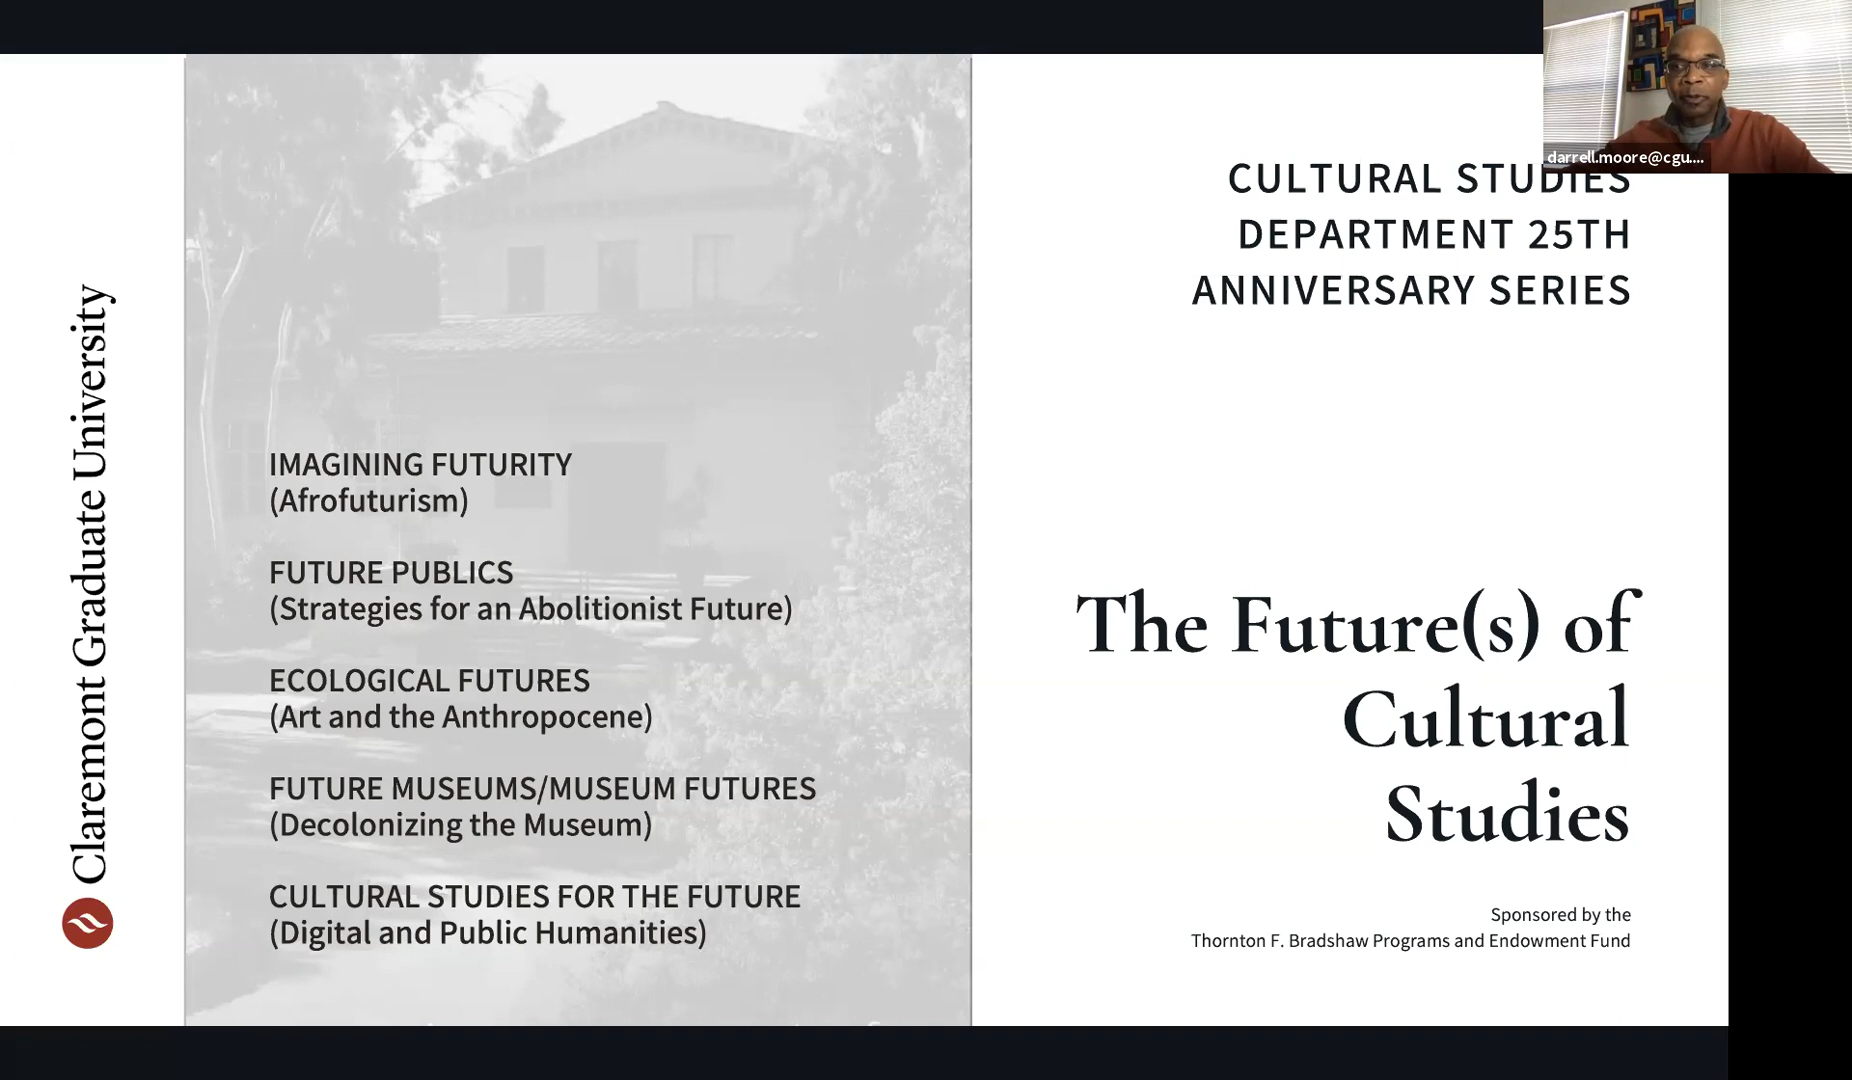 darrell.moore@cgu....
CULTURAL STUDIES
DEPARTMENT 25TH
ANNIVERSARY SERIES
Claremont Graduate University
IMAGINING FUTURITY
(Afrofuturism)
FUTURE PUBLICS
(Strategies for an Abolitionist Future)
ECOLOGICAL FUTURES
(Art and the Anthropocene)
FUTURE MUSEUMS/MUSEUM FUTURES
(Decolonizing the Museum)
CULTURAL STUDIES FOR THE FUTURE
(Digital and Public Humanities)
The Future(s) of
Cultural
Studies
Sponsored by the
Thornton F. Bradshaw Programs and Endowment Fund